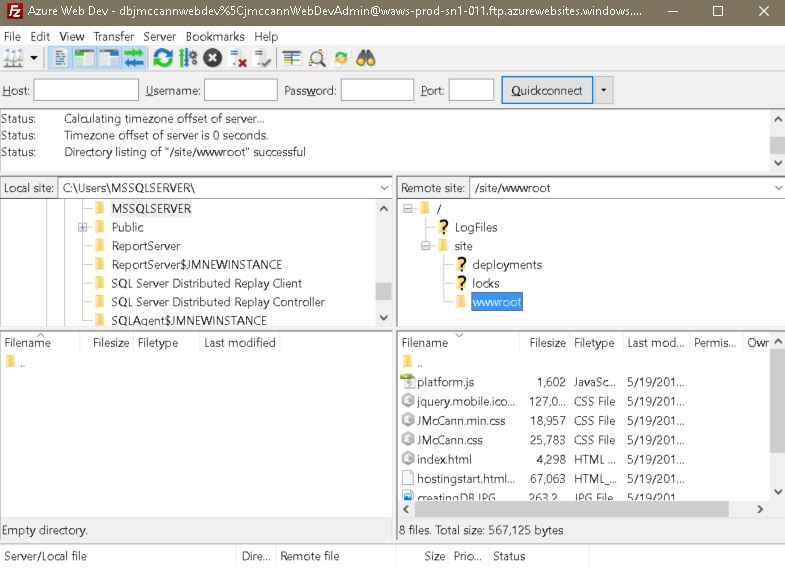 Azure Web Dev - dbjmccannwebdev%5CjmccannWebDevAdmin@waws-prod-sn1-011.ftp.azurewebsites.windows....
File Edit View Transfer Server Bookmarks Help
Host: Username: Password: Port: Quickconnect
Status: Calculating timezone offset of server...
Status: Timezone offset of server is 0 seconds.
Status: Directory listing of "/site/wwwroot" successful
Local site: C:\Users\MSSQLSERVER\
MSSQLSERVER
Public
ReportServer
ReportServer$JMNEWINSTANCE
SQL Server Distributed Replay Client
SQL Server Distributed Replay Controller
SQLAgent$JMNEWINSTANCE
Remote site: /site/wwwroot
/
LogFiles
site
deployments
locks
wwwroot
Filename Filesize Filetype Last modified
..
Empty directory.
Filename Filesize Filetype Last mod... Permis... Own
..
platform.js 1,602 JavaSc... 5/19/201...
jquery.mobile.ico... 127,0... CSS File 5/19/201...
JMcCann.min.css 18,957 CSS File 5/19/201...
JMcCann.css 25,783 CSS File 5/19/201...
index.html 4,298 HTML ... 5/19/201...
hostingstart.html... 67,063 HTML_... 5/19/201...
creatingDB.JPG 263,2... JPG File 5/19/201...
8 files. Total size: 567,125 bytes
Server/Local file Dire... Remote file Size Prio... Status